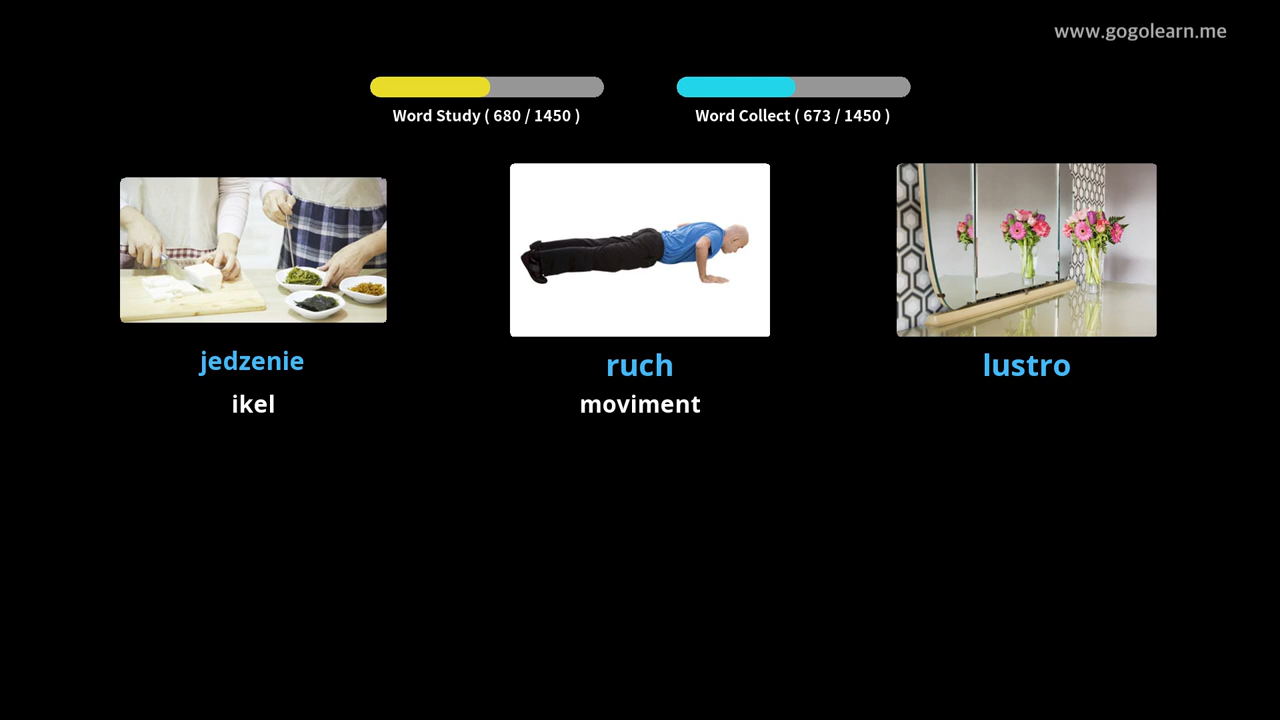 www.gogolearn.me
Word Study ( 680 / 1450 )
Word Collect ( 673 / 1450 )
jedzenie
ikel
ruch
moviment
lustro